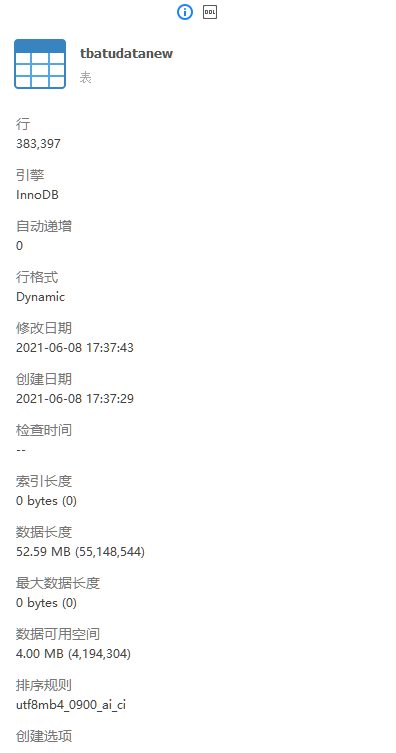 DDL
tbatudatanew
表
行
383,397
引擎
InnoDB
自动递增
0
行格式
Dynamic
修改日期
2021-06-08 17:37:43
创建日期
2021-06-08 17:37:29
检查时间
--
索引长度
0 bytes (0)
数据长度
52.59 MB (55,148,544)
最大数据长度
0 bytes (0)
数据可用空间
4.00 MB (4,194,304)
排序规则
utf8mb4_0900_ai_ci
创建选项